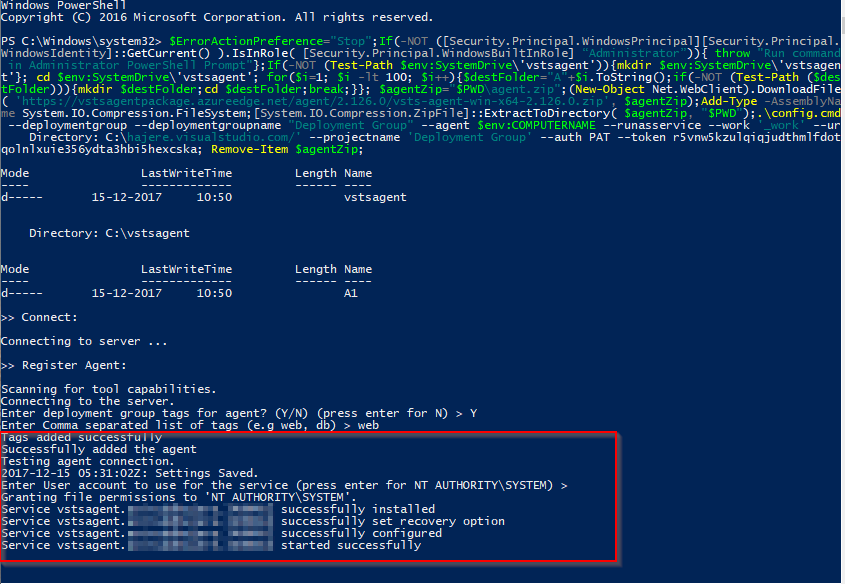 Windows PowerShell
Copyright (C) 2016 Microsoft Corporation. All rights reserved.
PS C:\Windows\system32> $ErrorActionPreference="Stop";If(-NOT ([Security.Principal.WindowsPrincipal][Security.Principal.
WindowsIdentity]::GetCurrent() ).IsInRole( [Security.Principal.WindowsBuiltInRole] "Administrator")){ throw "Run command
in Administrator PowerShell Prompt"};If(-NOT (Test-Path $env:SystemDrive\'vstsagent')){mkdir $env:SystemDrive\'vstsagen
t'}; cd $env:SystemDrive\'vstsagent'; for($i=1; $i -lt 100; $i++){$destFolder="A"+$i.ToString();if(-NOT (Test-Path ($des
tFolder))){mkdir $destFolder;cd $destFolder;break;}}; $agentZip="$PWD\agent.zip";(New-Object Net.WebClient).DownloadFile
( 'https://vstsagentpackage.azureedge.net/agent/2.126.0/vsts-agent-win-x64-2.126.0.zip', $agentZip);Add-Type -AssemblyNa
me System.IO.Compression.FileSystem;[System.IO.Compression.ZipFile]::ExtractToDirectory( $agentZip, "$PWD");.\config.cmd
--deploymentgroup --deploymentgroupname "Deployment Group" --agent $env:COMPUTERNAME --runasservice --work '_work' --ur
Directory: C:\hajere.visualstudio.com/' --projectname 'Deployment Group' --auth PAT --token r5vnw5kzulqiqjudthmlfdot
qolnlxuie356ydta3hbi5hexcska; Remove-Item $agentZip;
Mode LastWriteTime Length Name
---- ------------- ------ ----
d----- 15-12-2017 10:50 vstsagent
Directory: C:\vstsagent
Mode LastWriteTime Length Name
---- ------------- ------ ----
d----- 15-12-2017 10:50 A1
>> Connect:
Connecting to server ...
>> Register Agent:
Scanning for tool capabilities.
Connecting to the server.
Enter deployment group tags for agent? (Y/N) (press enter for N) > Y
Enter Comma separated list of tags (e.g web, db) > web
Tags added successfully
Successfully added the agent
Testing agent connection.
2017-12-15 05:31:02Z: Settings Saved.
Enter User account to use for the service (press enter for NT AUTHORITY\SYSTEM) >
Granting file permissions to 'NT AUTHORITY\SYSTEM'.
Service vstsagent. successfully installed
Service vstsagent. successfully set recovery option
Service vstsagent. successfully configured
Service vstsagent. started successfully